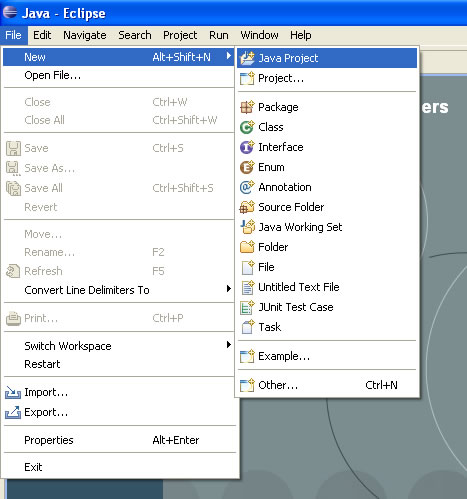 Java - Eclipse
File Edit Navigate Search Project Run Window Help
New Alt+Shift+N
Open File...
Close Ctrl+W
Close All Ctrl+Shift+W
Save Ctrl+S
Save As...
Save All Ctrl+Shift+S
Revert
Move...
Rename... F2
Refresh F5
Convert Line Delimiters To
Print... Ctrl+P
Switch Workspace
Restart
Import...
Export...
Properties Alt+Enter
Exit
Java Project
Project...
Package
Class
Interface
Enum
Annotation
Source Folder
Java Working Set
Folder
File
Untitled Text File
JUnit Test Case
Task
Example...
Other... Ctrl+N
ers